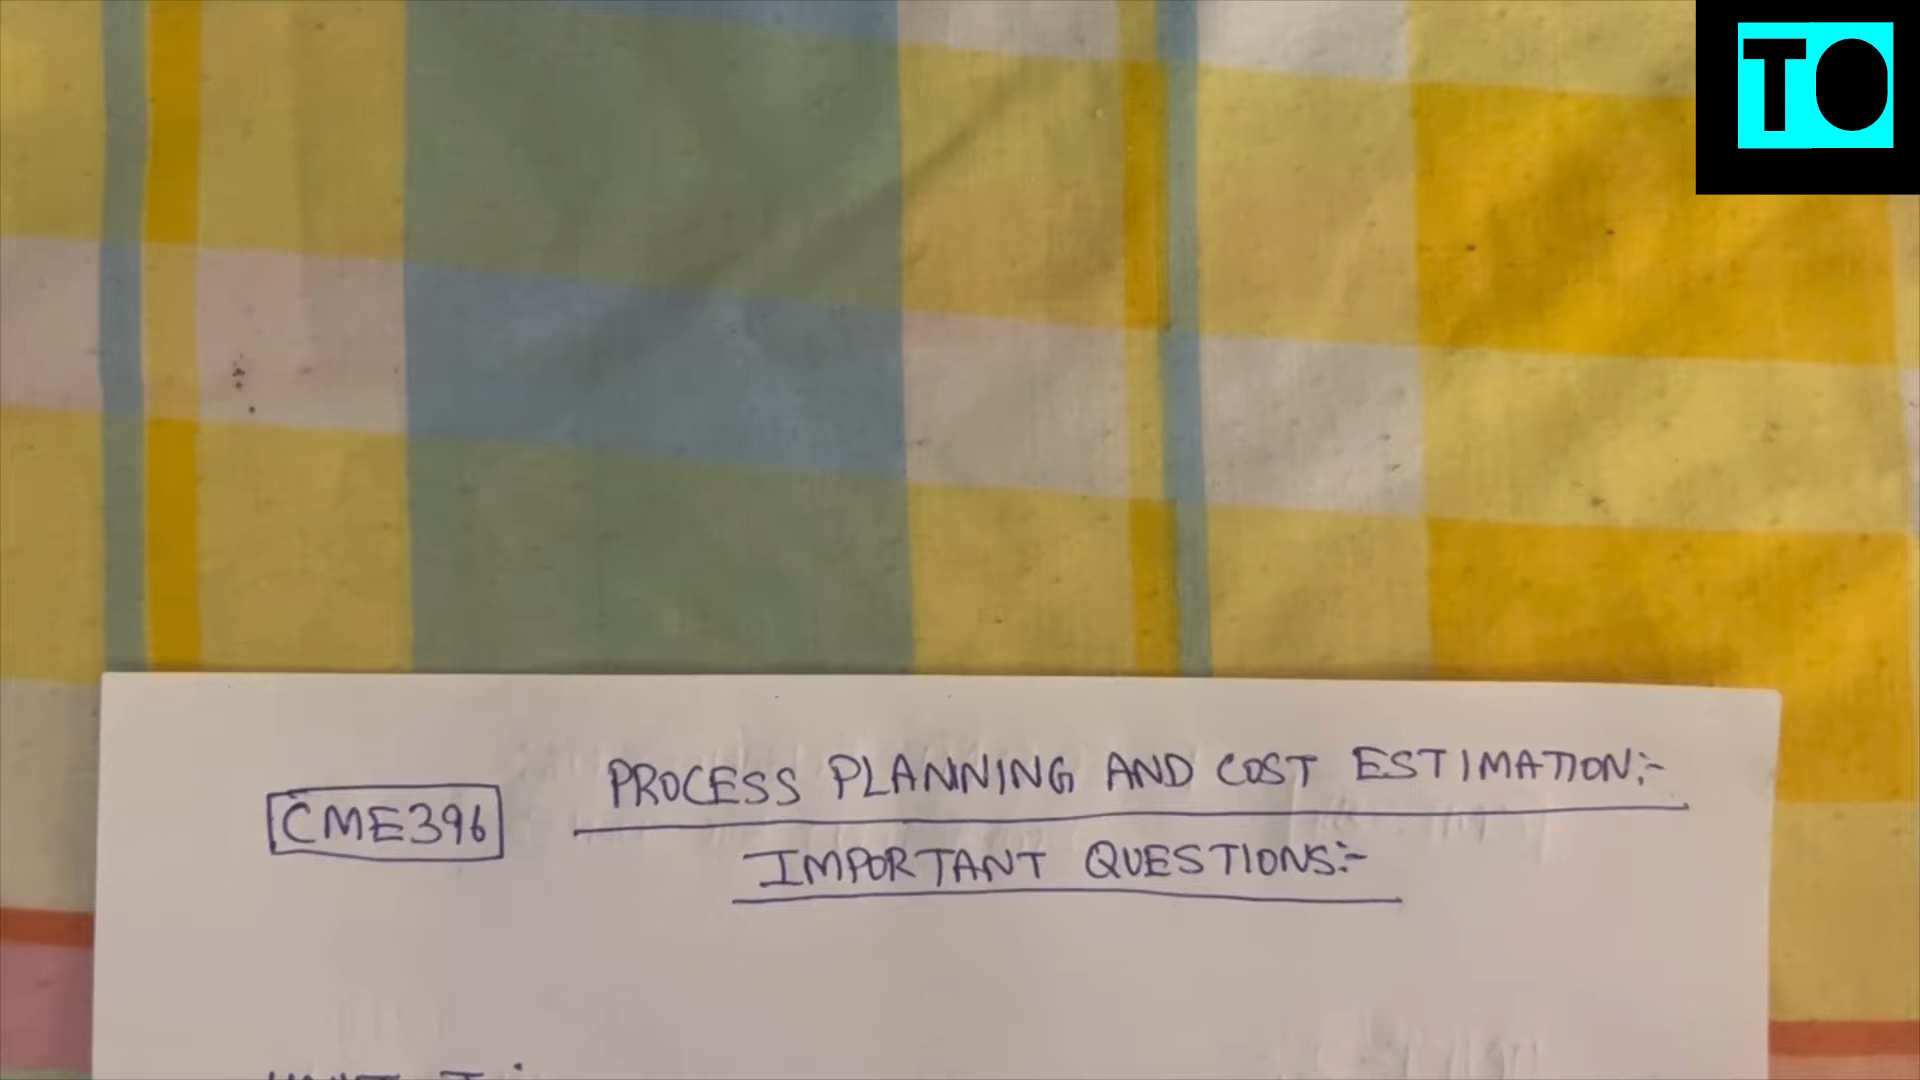 TO
PROCESS PLANNING AND COST ESTIMATION:-
CME396
IMPORTANT QUESTIONS:-